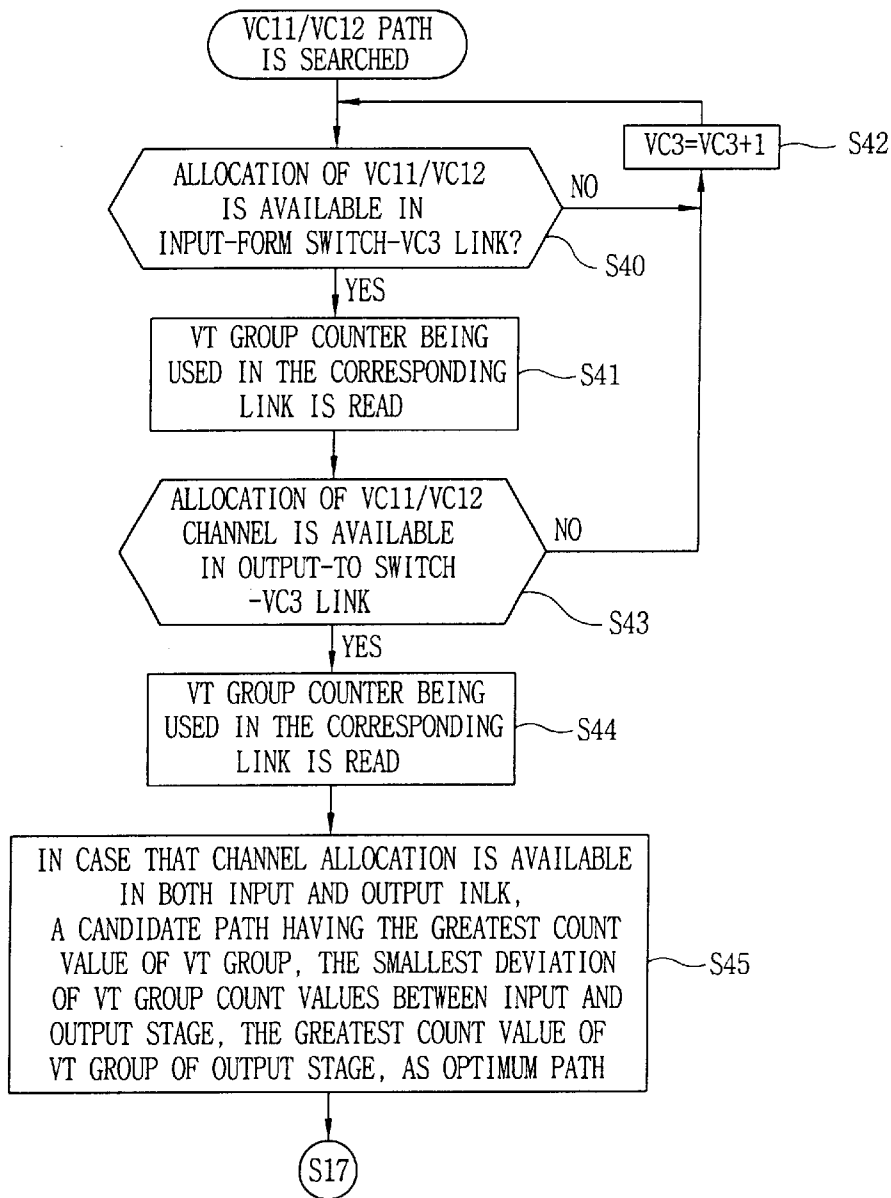 VC11/VC12 PATH
IS SEARCHED
VC3=VC3+1
S42
ALLOCATION OF VC11/VC12
IS AVAILABLE IN
INPUT-FORM SWITCH-VC3 LINK?
NO
S40
YES
VT GROUP COUNTER BEING
USED IN THE CORRESPONDING
LINK IS READ
S41
ALLOCATION OF VC11/VC12
CHANNEL IS AVAILABLE
IN OUTPUT-TO SWITCH
-VC3 LINK
NO
S43
YES
VT GROUP COUNTER BEING
USED IN THE CORRESPONDING
LINK IS READ
S44
IN CASE THAT CHANNEL ALLOCATION IS AVAILABLE
IN BOTH INPUT AND OUTPUT INLK,
A CANDIDATE PATH HAVING THE GREATEST COUNT
VALUE OF VT GROUP, THE SMALLEST DEVIATION
OF VT GROUP COUNT VALUES BETWEEN INPUT AND
OUTPUT STAGE, THE GREATEST COUNT VALUE OF
VT GROUP OF OUTPUT STAGE, AS OPTIMUM PATH
S45
S17